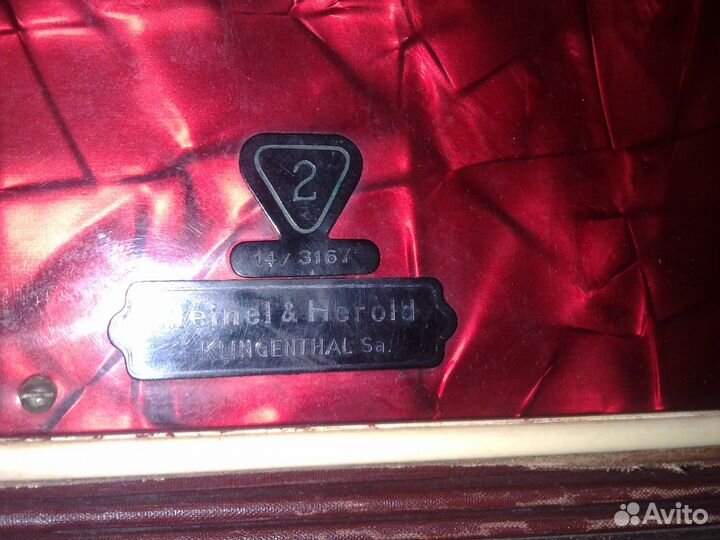 2
14 / 3167
Meinel & Herold
KLINGENTHAL Sa.
Avito